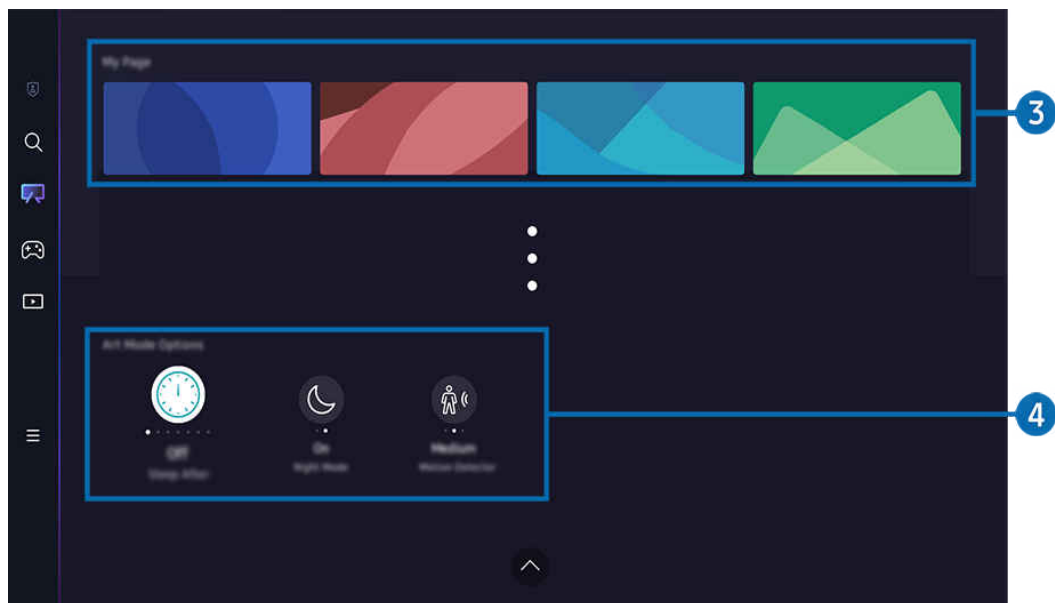 My Page
3
Art Mode Options
4
Off
On
Medium
Sleep After
Night Mode
Motion Detector